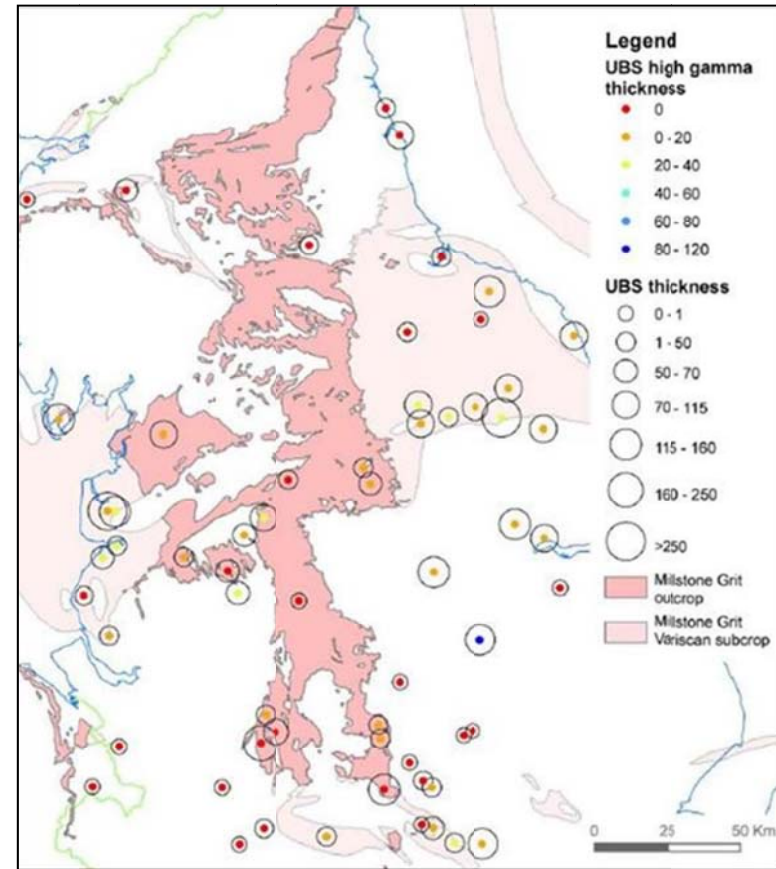 Legend
UBS high gamma
thickness
0
0 - 20
20 - 40
40 - 60
60 - 80
80 - 120
UBS thickness
0 - 1
1 - 50
50 - 70
70 - 115
115 - 160
160 - 250
>250
Millstone Grit
outcrop
Millstone Grit
Variscan subcrop
0 25 50 Km